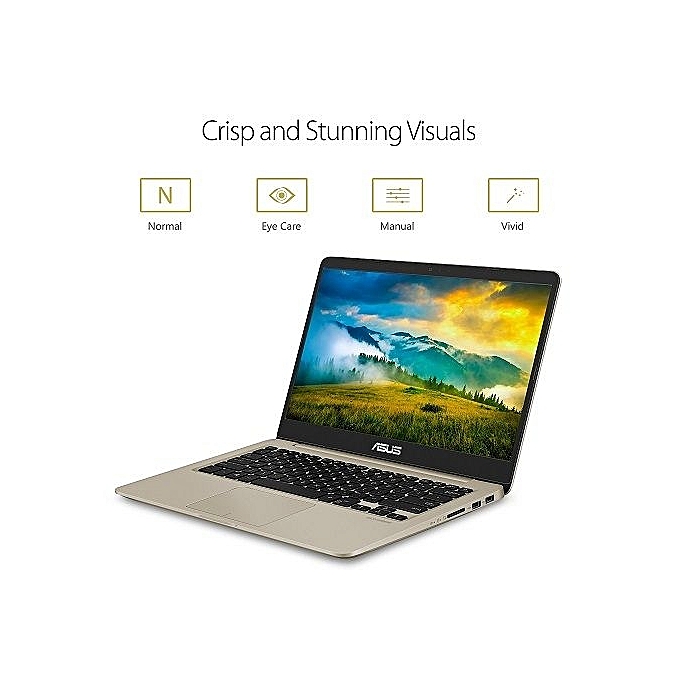 Crisp and Stunning Visuals
N
Normal
Eye Care
Manual
Vivid
ASUS